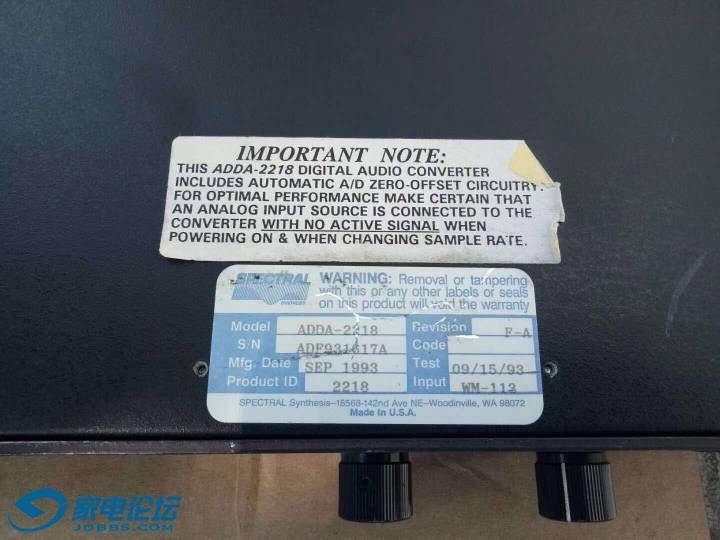 IMPORTANT NOTE:
THIS ADDA-2218 DIGITAL AUDIO CONVERTER
INCLUDES AUTOMATIC A/D ZERO-OFFSET CIRCUITRY.
FOR OPTIMAL PERFORMANCE MAKE CERTAIN THAT
AN ANALOG INPUT SOURCE IS CONNECTED TO THE
CONVERTER WITH NO ACTIVE SIGNAL WHEN
POWERING ON & WHEN CHANGING SAMPLE RATE.
SPECTRAL
SYNTHESIS
WARNING: Removal or tampering
with this or any other labels or seals
on this product will void the warranty
Model ADDA-2218 Revision F-A
S/N ADF931617A Code
Mfg. Date SEP 1993 Test 09/15/93
Product ID 2218 Input WM-113
SPECTRAL Synthesis-18568-142nd Ave NE-Woodinville, WA 98072
Made in U.S.A.
家电论坛
JDBBS.COM